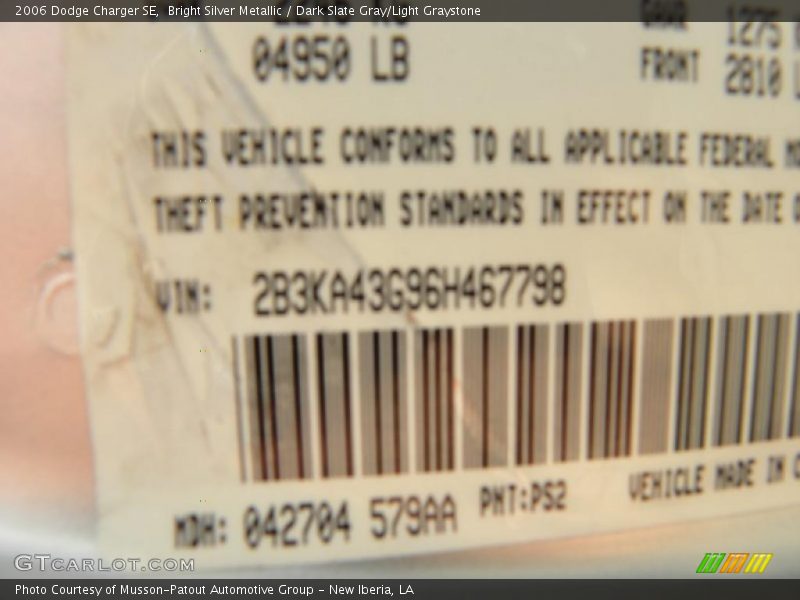 2006 Dodge Charger SE, Bright Silver Metallic / Dark Slate Gray/Light Graystone
04950 LB
1275
FRONT 2810
THIS VEHICLE CONFORMS TO ALL APPLICABLE FEDERAL
THEFT PREVENTION STANDARDS IN EFFECT ON THE DATE
VIN: 2B3KA43G96H467798
MDH: 042704 579AA PNT:PS2 VEHICLE MADE IN
GTCARLOT.COM
Photo Courtesy of Musson-Patout Automotive Group - New Iberia, LA